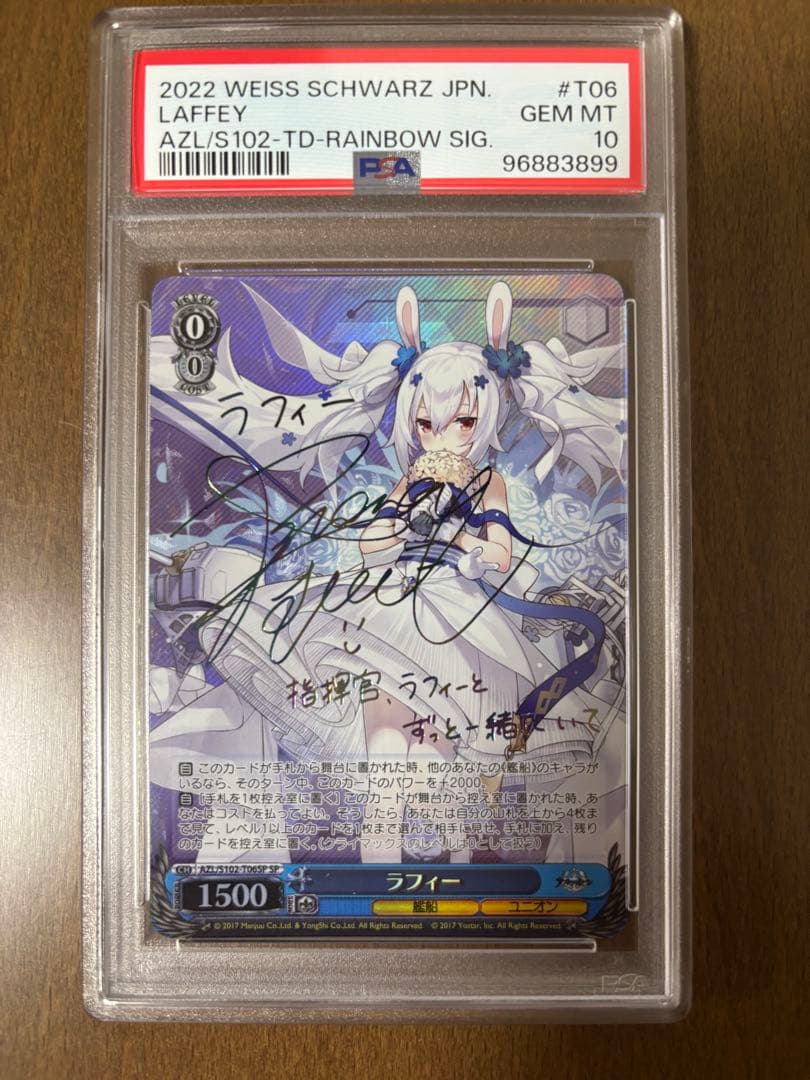 2022 WEISS SCHWARZ JPN. #T06
LAFFEY GEM MT
AZL/S102-TD-RAINBOW SIG. 10
PSA 96883899
LEVEL
0
0
COST
ラフィー
指揮官、ラフィーと
ずっと一緒にいて
自 このカードが手札から舞台に置かれた時、他のあなたの《艦船》のキャラが
いるなら、そのターン中、このカードのパワーを+2000。
自 [手札を1枚控え室に置く] このカードが舞台から控え室に置かれた時、あ
なたはコストを払ってよい。そうしたら、あなたは自分の山札を上から4枚
まで見て、レベル1以上のカードを1枚まで選んで相手に見せ、手札に加え、残り
のカードを控え室に置く。(クライマックスのレベルは0として扱う)
CH AZL/S102-T06SP SP
1500 ラフィー
艦船 ユニオン
© 2017 Manjuu Co.,Ltd. & YongShi Co.,Ltd. All Rights Reserved. © 2017 Yostar, Inc. All Rights Reserved.
PSA